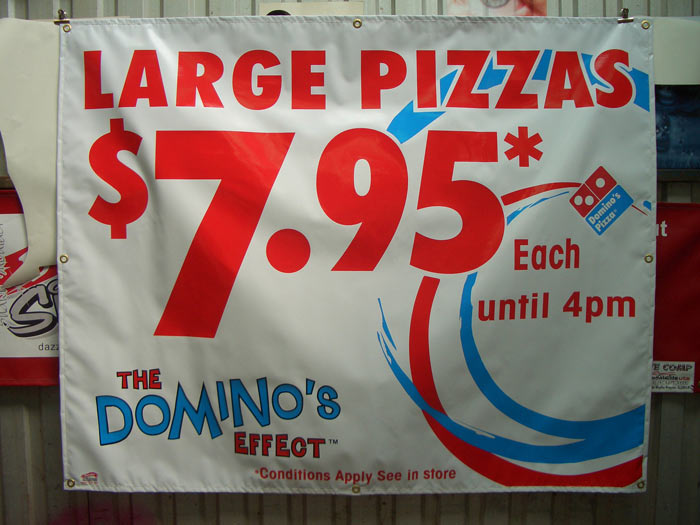 LARGE PIZZAS
$7.95*
Domino's
Pizza
Each
until 4pm
THE
DOMINO'S
EFFECT™
*Conditions Apply See in store